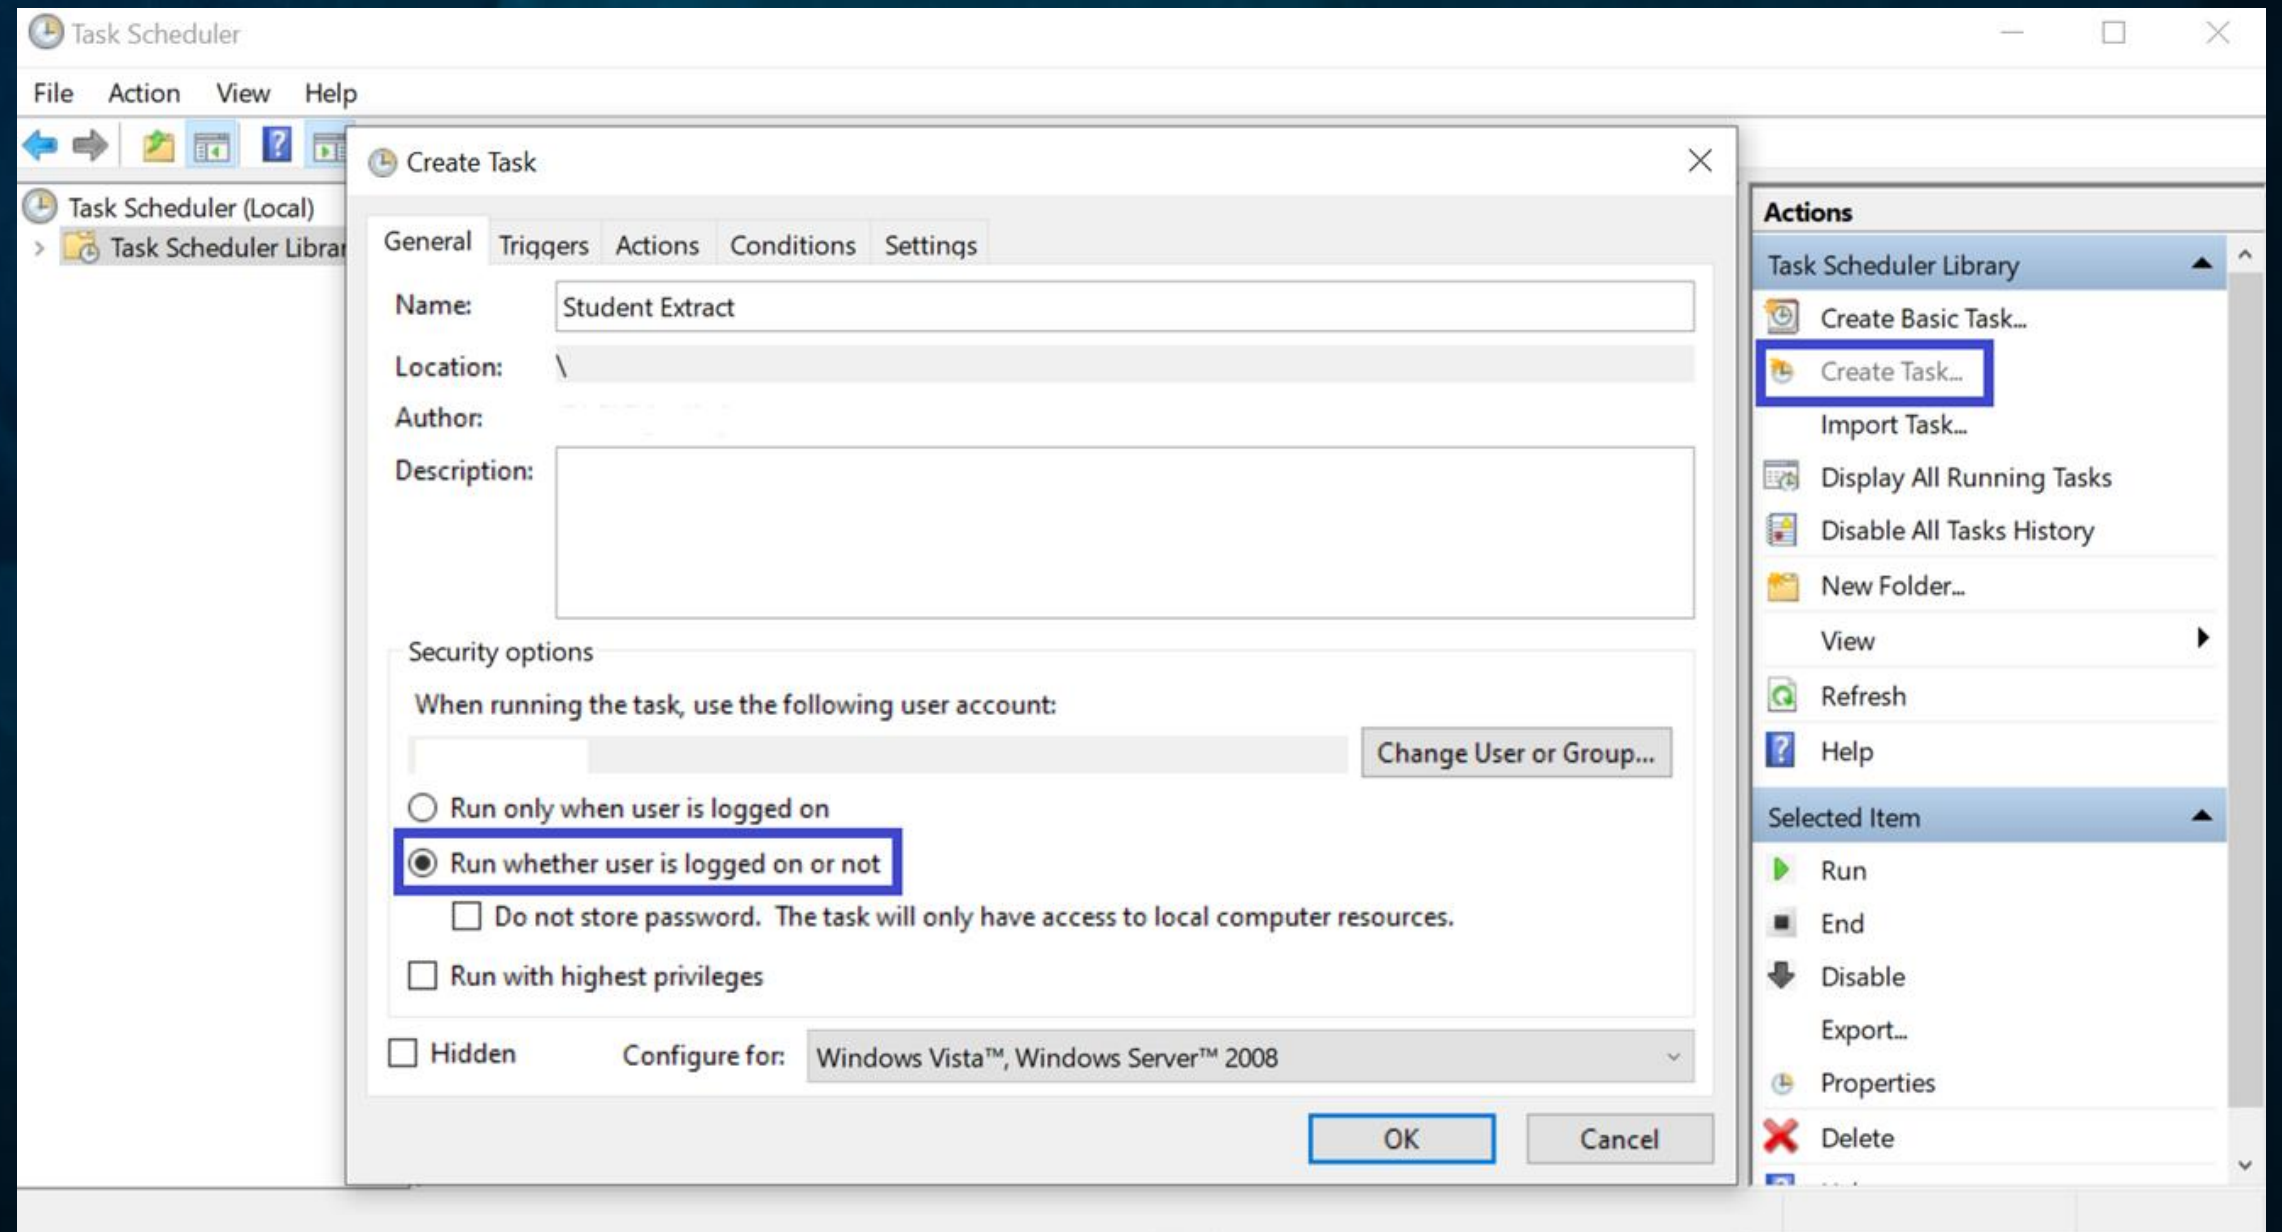 Task Scheduler
File Action View Help
Task Scheduler (Local)
Task Scheduler Librar
Create Task
General Triggers Actions Conditions Settings
Name: Student Extract
Location: \
Author:
Description:
Security options
When running the task, use the following user account:
Change User or Group...
Run only when user is logged on
Run whether user is logged on or not
Do not store password. The task will only have access to local computer resources.
Run with highest privileges
Hidden Configure for: Windows Vista™, Windows Server™ 2008
OK Cancel
Actions
Task Scheduler Library
Create Basic Task...
Create Task...
Import Task...
Display All Running Tasks
Disable All Tasks History
New Folder...
View
Refresh
Help
Selected Item
Run
End
Disable
Export...
Properties
Delete